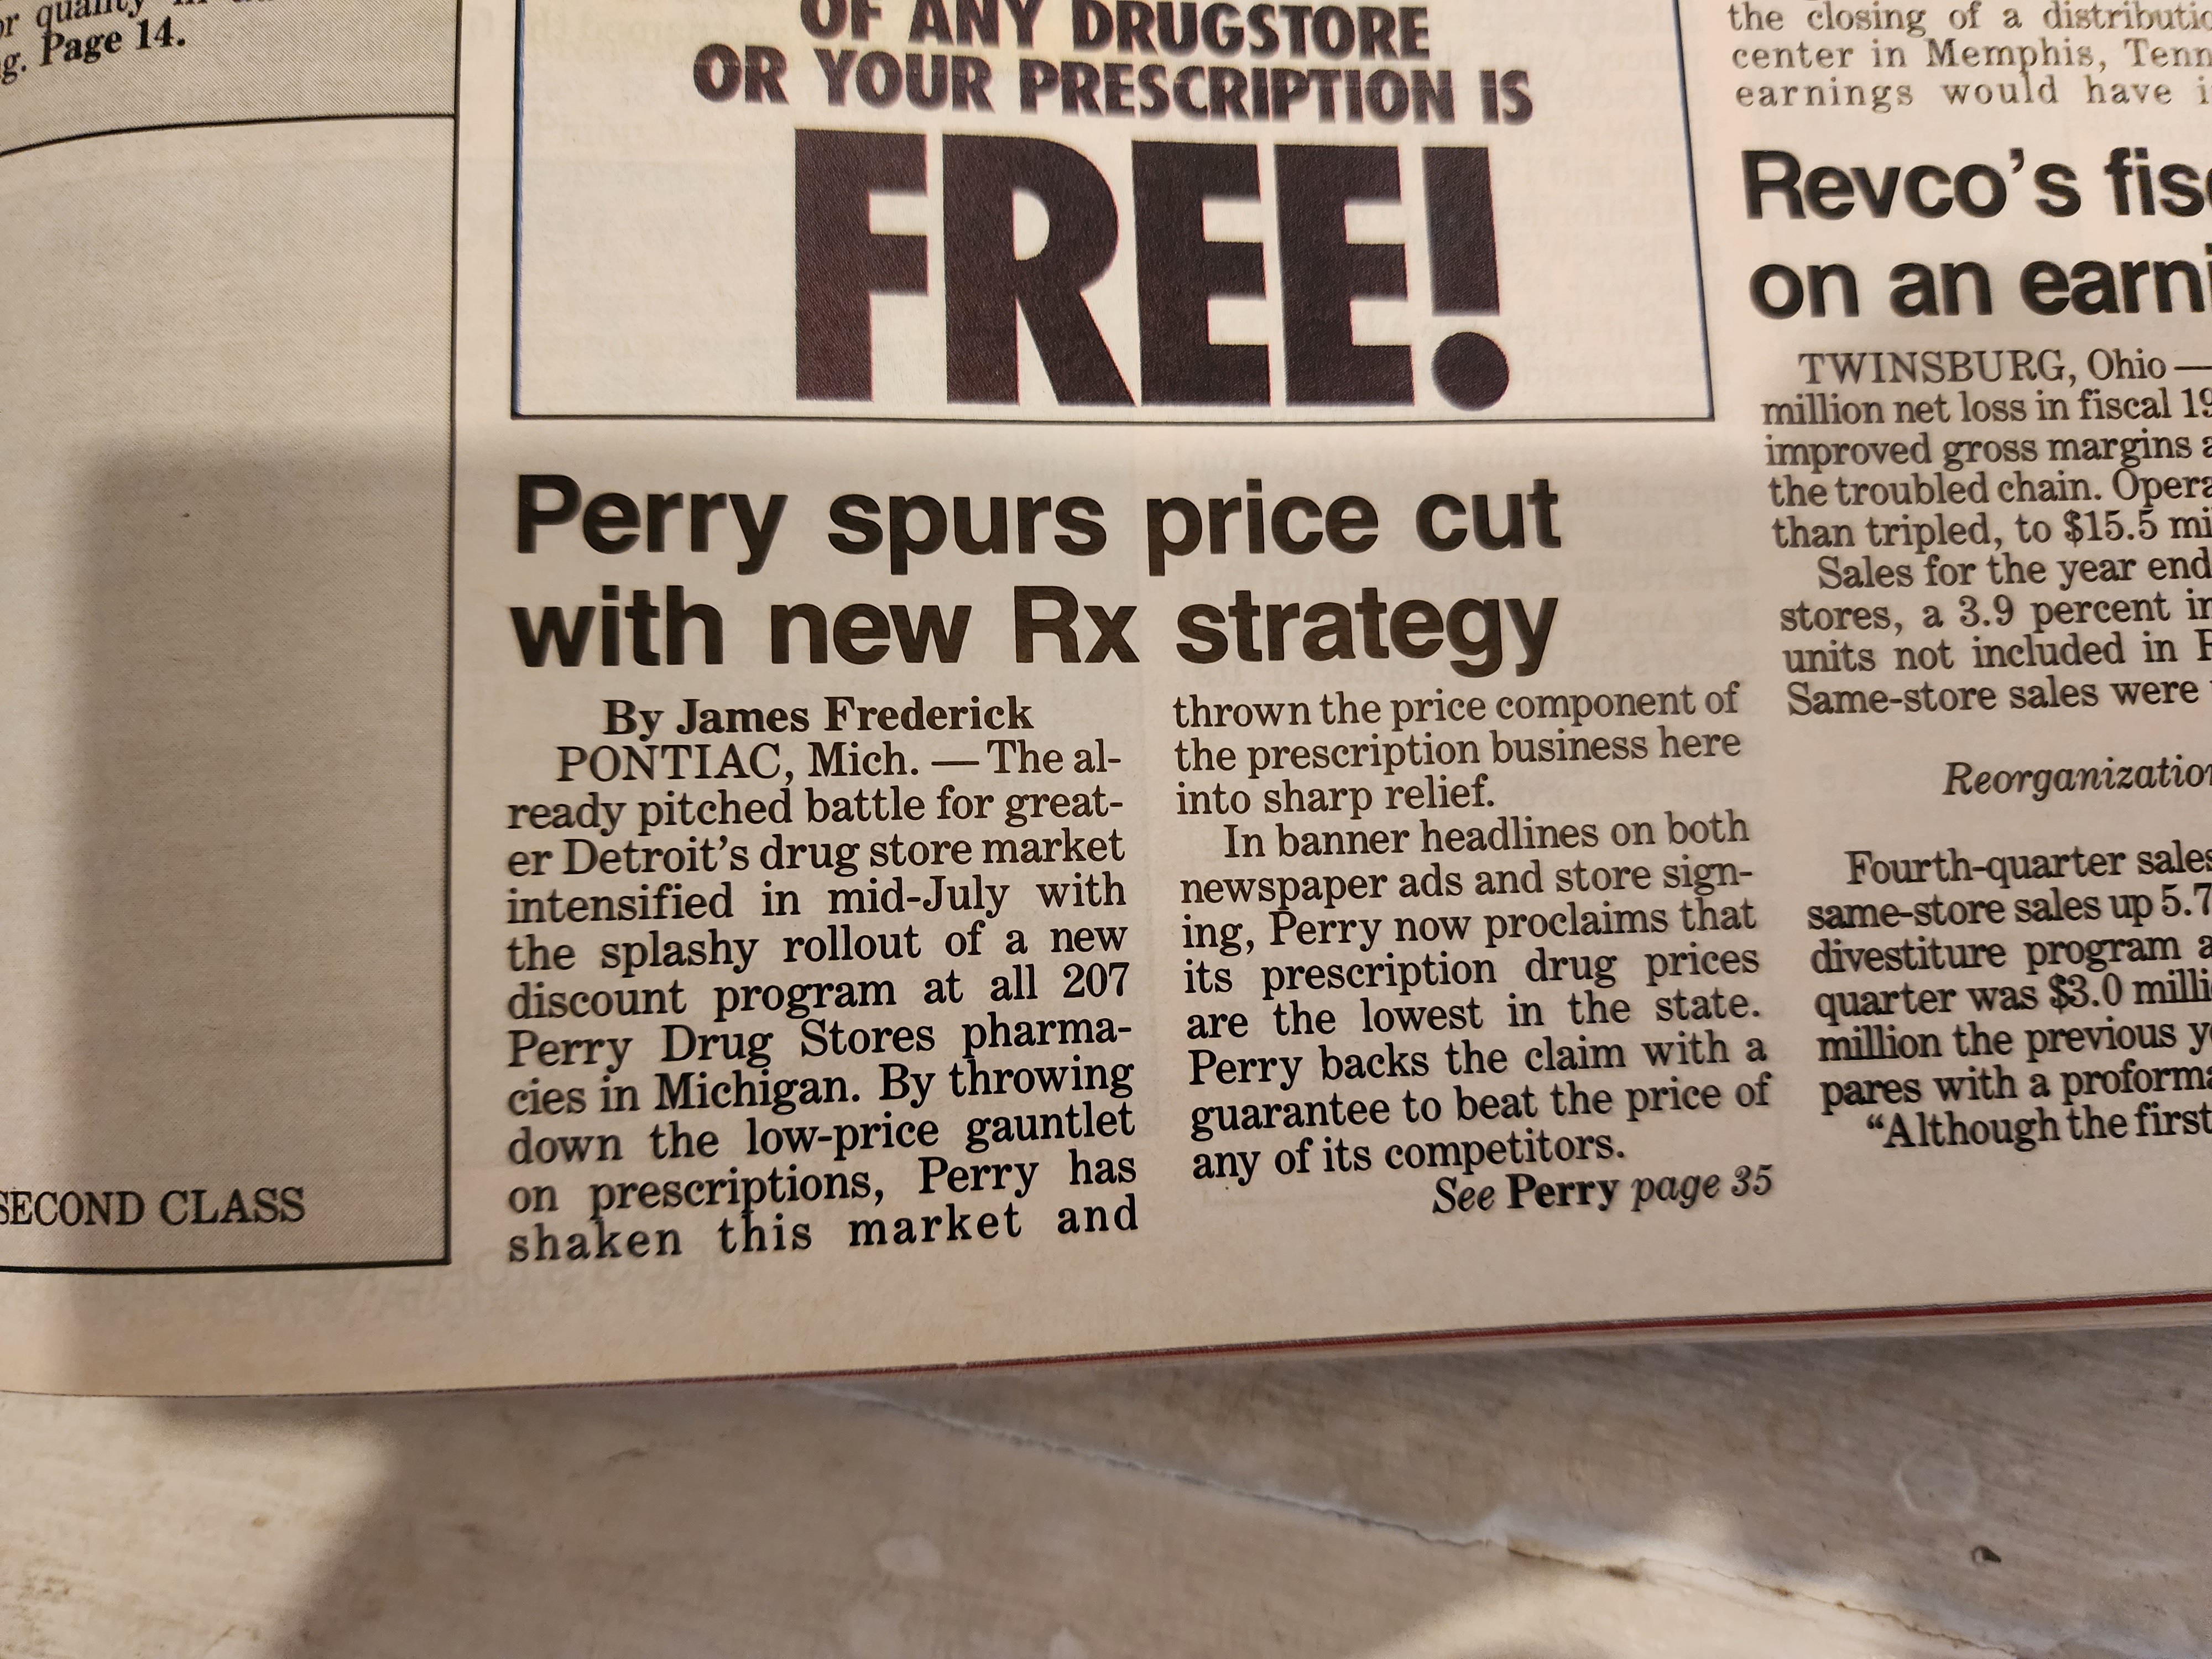 or quality in
g. Page 14.
SECOND CLASS
OF ANY DRUGSTORE
OR YOUR PRESCRIPTION IS
FREE!
Perry spurs price cut
with new Rx strategy
By James Frederick
PONTIAC, Mich. — The al-
ready pitched battle for great-
er Detroit's drug store market
intensified in mid-July with
the splashy rollout of a new
discount program at all 207
Perry Drug Stores pharma-
cies in Michigan. By throwing
down the low-price gauntlet
on prescriptions, Perry has
shaken this market and
thrown the price component of
the prescription business here
into sharp relief.
In banner headlines on both
newspaper ads and store sign-
ing, Perry now proclaims that
its prescription drug prices
are the lowest in the state.
Perry backs the claim with a
guarantee to beat the price of
any of its competitors.
See Perry page 35
the closing of a
center in Memphis, Tenn
earnings would have
Revco's
on an
TWINSBURG, Ohio —
million net loss in fiscal
improved gross margins
the troubled chain.
than tripled, to $15.5
Sales for the year
stores, a 3.9 percent
units not included in
Same-store sales were
Fourth-quarter sales
same-store sales up 5.7
divestiture program
quarter was $3.0
million the previous
pares with a
"Although the first